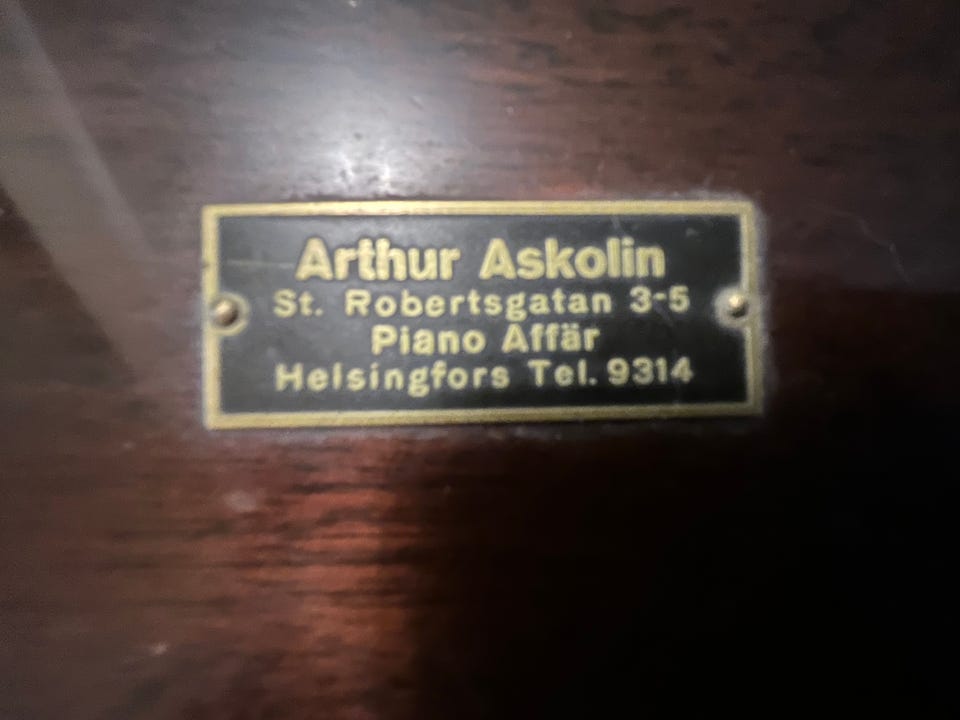 Arthur Askolin
St. Robertsgatan 3-5
Piano Affär
Helsingfors Tel. 9314